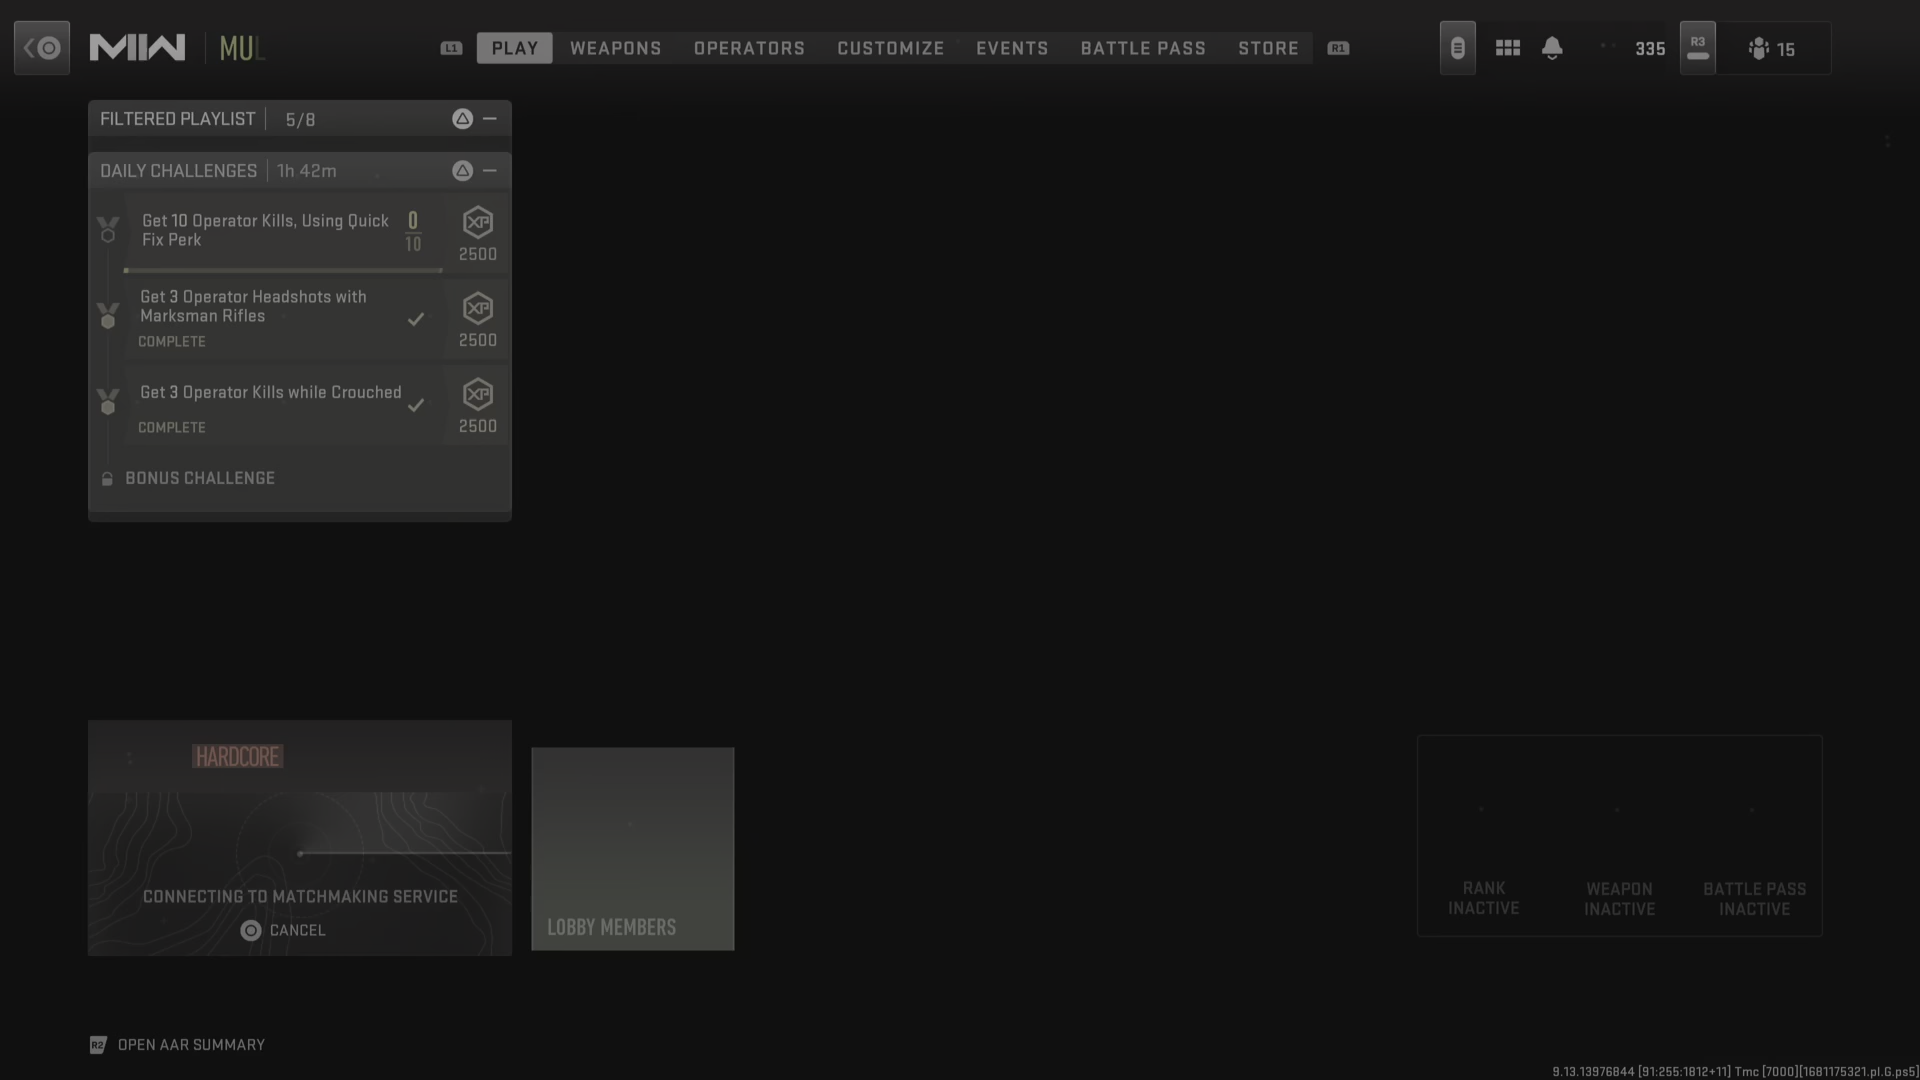 MW | MUL
L1 PLAY WEAPONS OPERATORS CUSTOMIZE EVENTS BATTLE PASS STORE R1
335 R3 15
FILTERED PLAYLIST | 5/8
DAILY CHALLENGES | 1h 42m
Get 10 Operator Kills, Using Quick
Fix Perk
0
10
XP
2500
Get 3 Operator Headshots with
Marksman Rifles
COMPLETE
XP
2500
Get 3 Operator Kills while Crouched
COMPLETE
XP
2500
BONUS CHALLENGE
HARDCORE
CONNECTING TO MATCHMAKING SERVICE
CANCEL
LOBBY MEMBERS
RANK
INACTIVE
WEAPON
INACTIVE
BATTLE PASS
INACTIVE
R2 OPEN AAR SUMMARY
9.13.13976844 [91:255:1812+11] Tmc [7000][1681175321.pl.G.ps5]